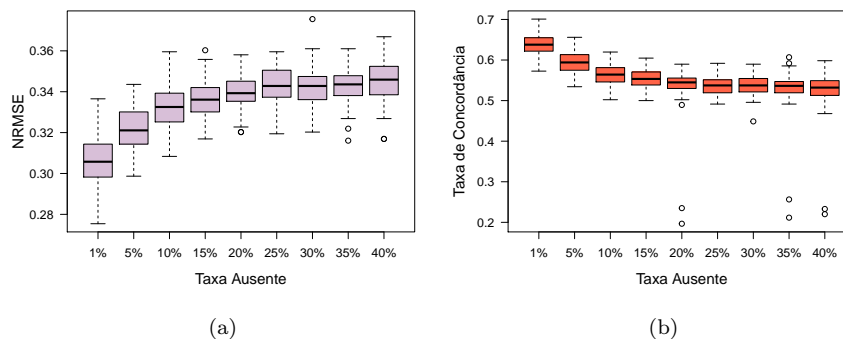 0.36
0.34
0.32
0.30
0.28
NRMSE
1% 5% 10% 15% 20% 25% 30% 35% 40%
Taxa Ausente
(a)
0.7
0.6
0.5
0.4
0.3
0.2
Taxa de Concordância
1% 5% 10% 15% 20% 25% 30% 35% 40%
Taxa Ausente
(b)